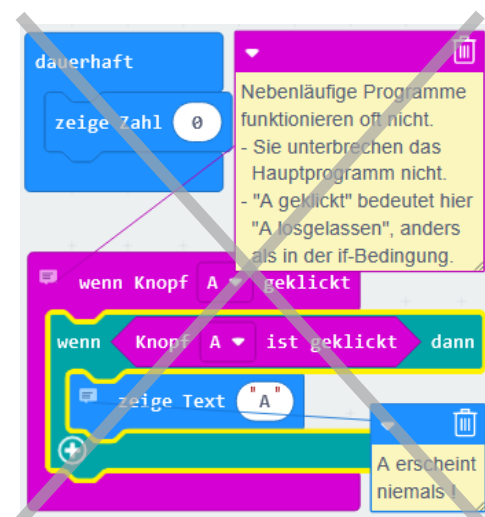 dauerhaft
zeige Zahl 0
Nebenläufige Programme
funktionieren oft nicht.
- Sie unterbrechen das
Hauptprogramm nicht.
- "A geklickt" bedeutet hier
"A losgelassen", anders
als in der if-Bedingung.
wenn Knopf A geklickt
wenn Knopf A ist geklickt dann
zeige Text "A"
A erscheint
niemals !